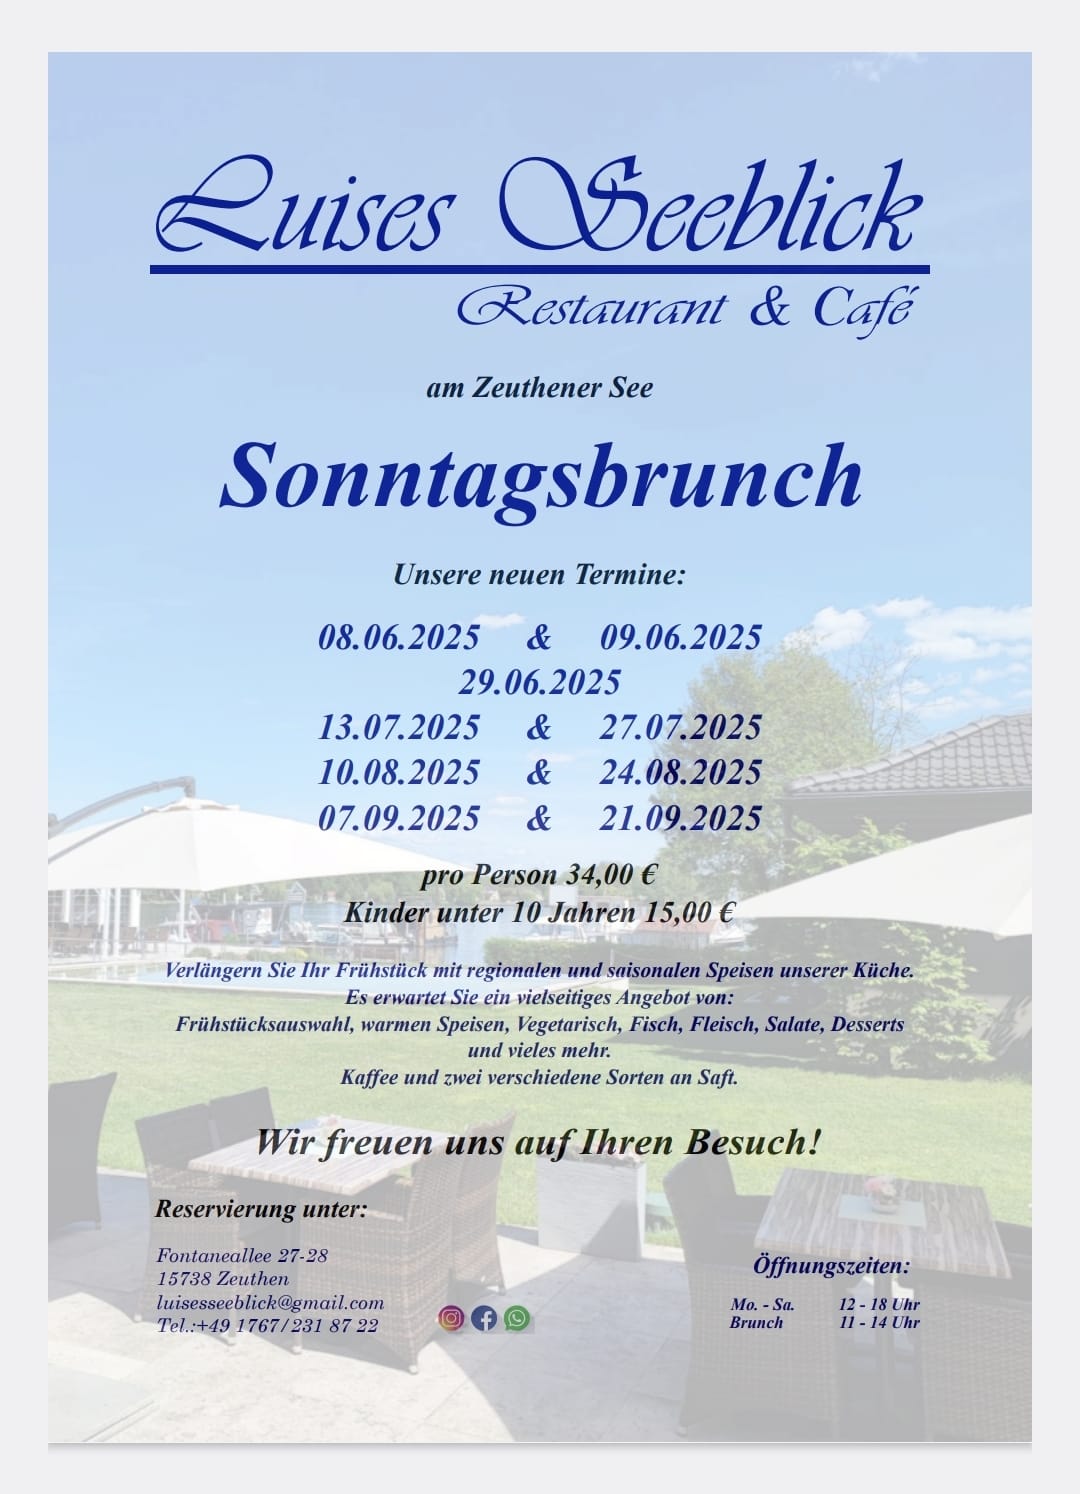 Luises Seeblick
Restaurant & Café
am Zeuthener See
Sonntagsbrunch
Unsere neuen Termine:
08.06.2025 & 09.06.2025
29.06.2025
13.07.2025 & 27.07.2025
10.08.2025 & 24.08.2025
07.09.2025 & 21.09.2025
pro Person 34,00 €
Kinder unter 10 Jahren 15,00 €
Verlängern Sie Ihr Frühstück mit regionalen und saisonalen Speisen unserer Küche.
Es erwartet Sie ein vielseitiges Angebot von:
Frühstücksauswahl, warmen Speisen, Vegetarisch, Fisch, Fleisch, Salate, Desserts
und vieles mehr.
Kaffee und zwei verschiedene Sorten an Saft.
Wir freuen uns auf Ihren Besuch!
Reservierung unter:
Fontaneallee 27-28
15738 Zeuthen
luisesseeblick@gmail.com
Tel.:+49 1767/231 87 22
Öffnungszeiten:
Mo. - Sa. 12 - 18 Uhr
Brunch 11 - 14 Uhr